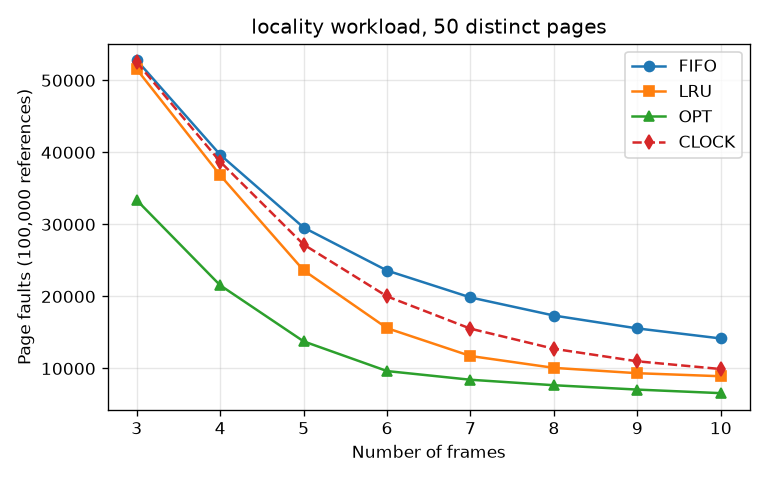 locality workload, 50 distinct pages
Page faults (100,000 references)
50000
40000
30000
20000
10000
FIFO
LRU
OPT
CLOCK
3 4 5 6 7 8 9 10
Number of frames